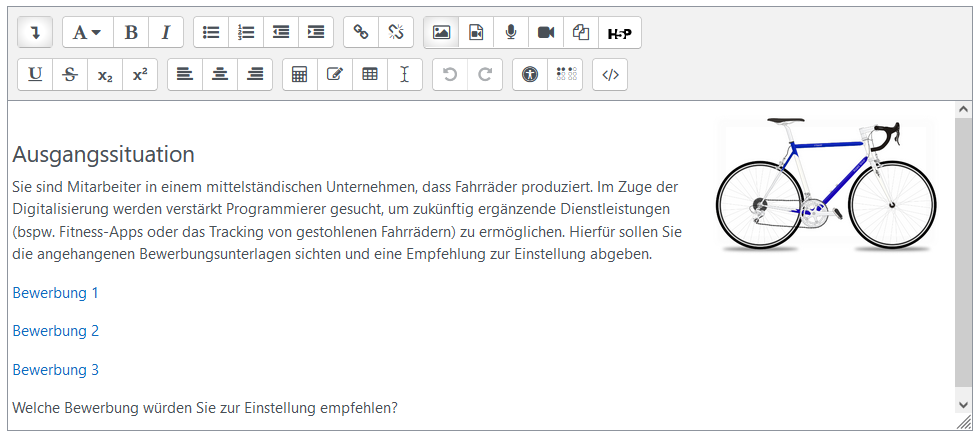 A B I H5P
U S x₂ x²
Ausgangssituation
Sie sind Mitarbeiter in einem mittelständischen Unternehmen, dass Fahrräder produziert. Im Zuge der
Digitalisierung werden verstärkt Programmierer gesucht, um zukünftig ergänzende Dienstleistungen
(bspw. Fitness-Apps oder das Tracking von gestohlenen Fahrrädern) zu ermöglichen. Hierfür sollen Sie
die angehangenen Bewerbungsunterlagen sichten und eine Empfehlung zur Einstellung abgeben.
Bewerbung 1
Bewerbung 2
Bewerbung 3
Welche Bewerbung würden Sie zur Einstellung empfehlen?